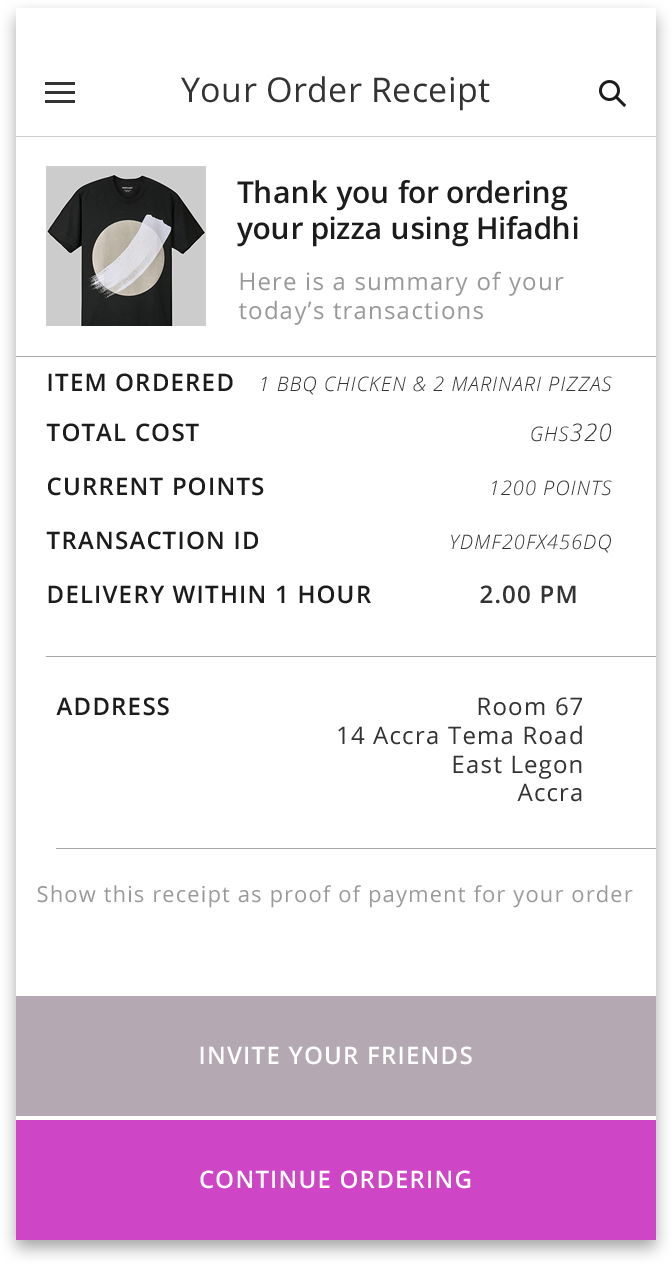 Your Order Receipt
Thank you for ordering
your pizza using Hifadhi
Here is a summary of your
today’s transactions
ITEM ORDERED 1 BBQ CHICKEN & 2 MARINARI PIZZAS
TOTAL COST GHS320
CURRENT POINTS 1200 POINTS
TRANSACTION ID YDMF20FX456DQ
DELIVERY WITHIN 1 HOUR 2.00 PM
ADDRESS Room 67
14 Accra Tema Road
East Legon
Accra
Show this receipt as proof of payment for your order
INVITE YOUR FRIENDS
CONTINUE ORDERING